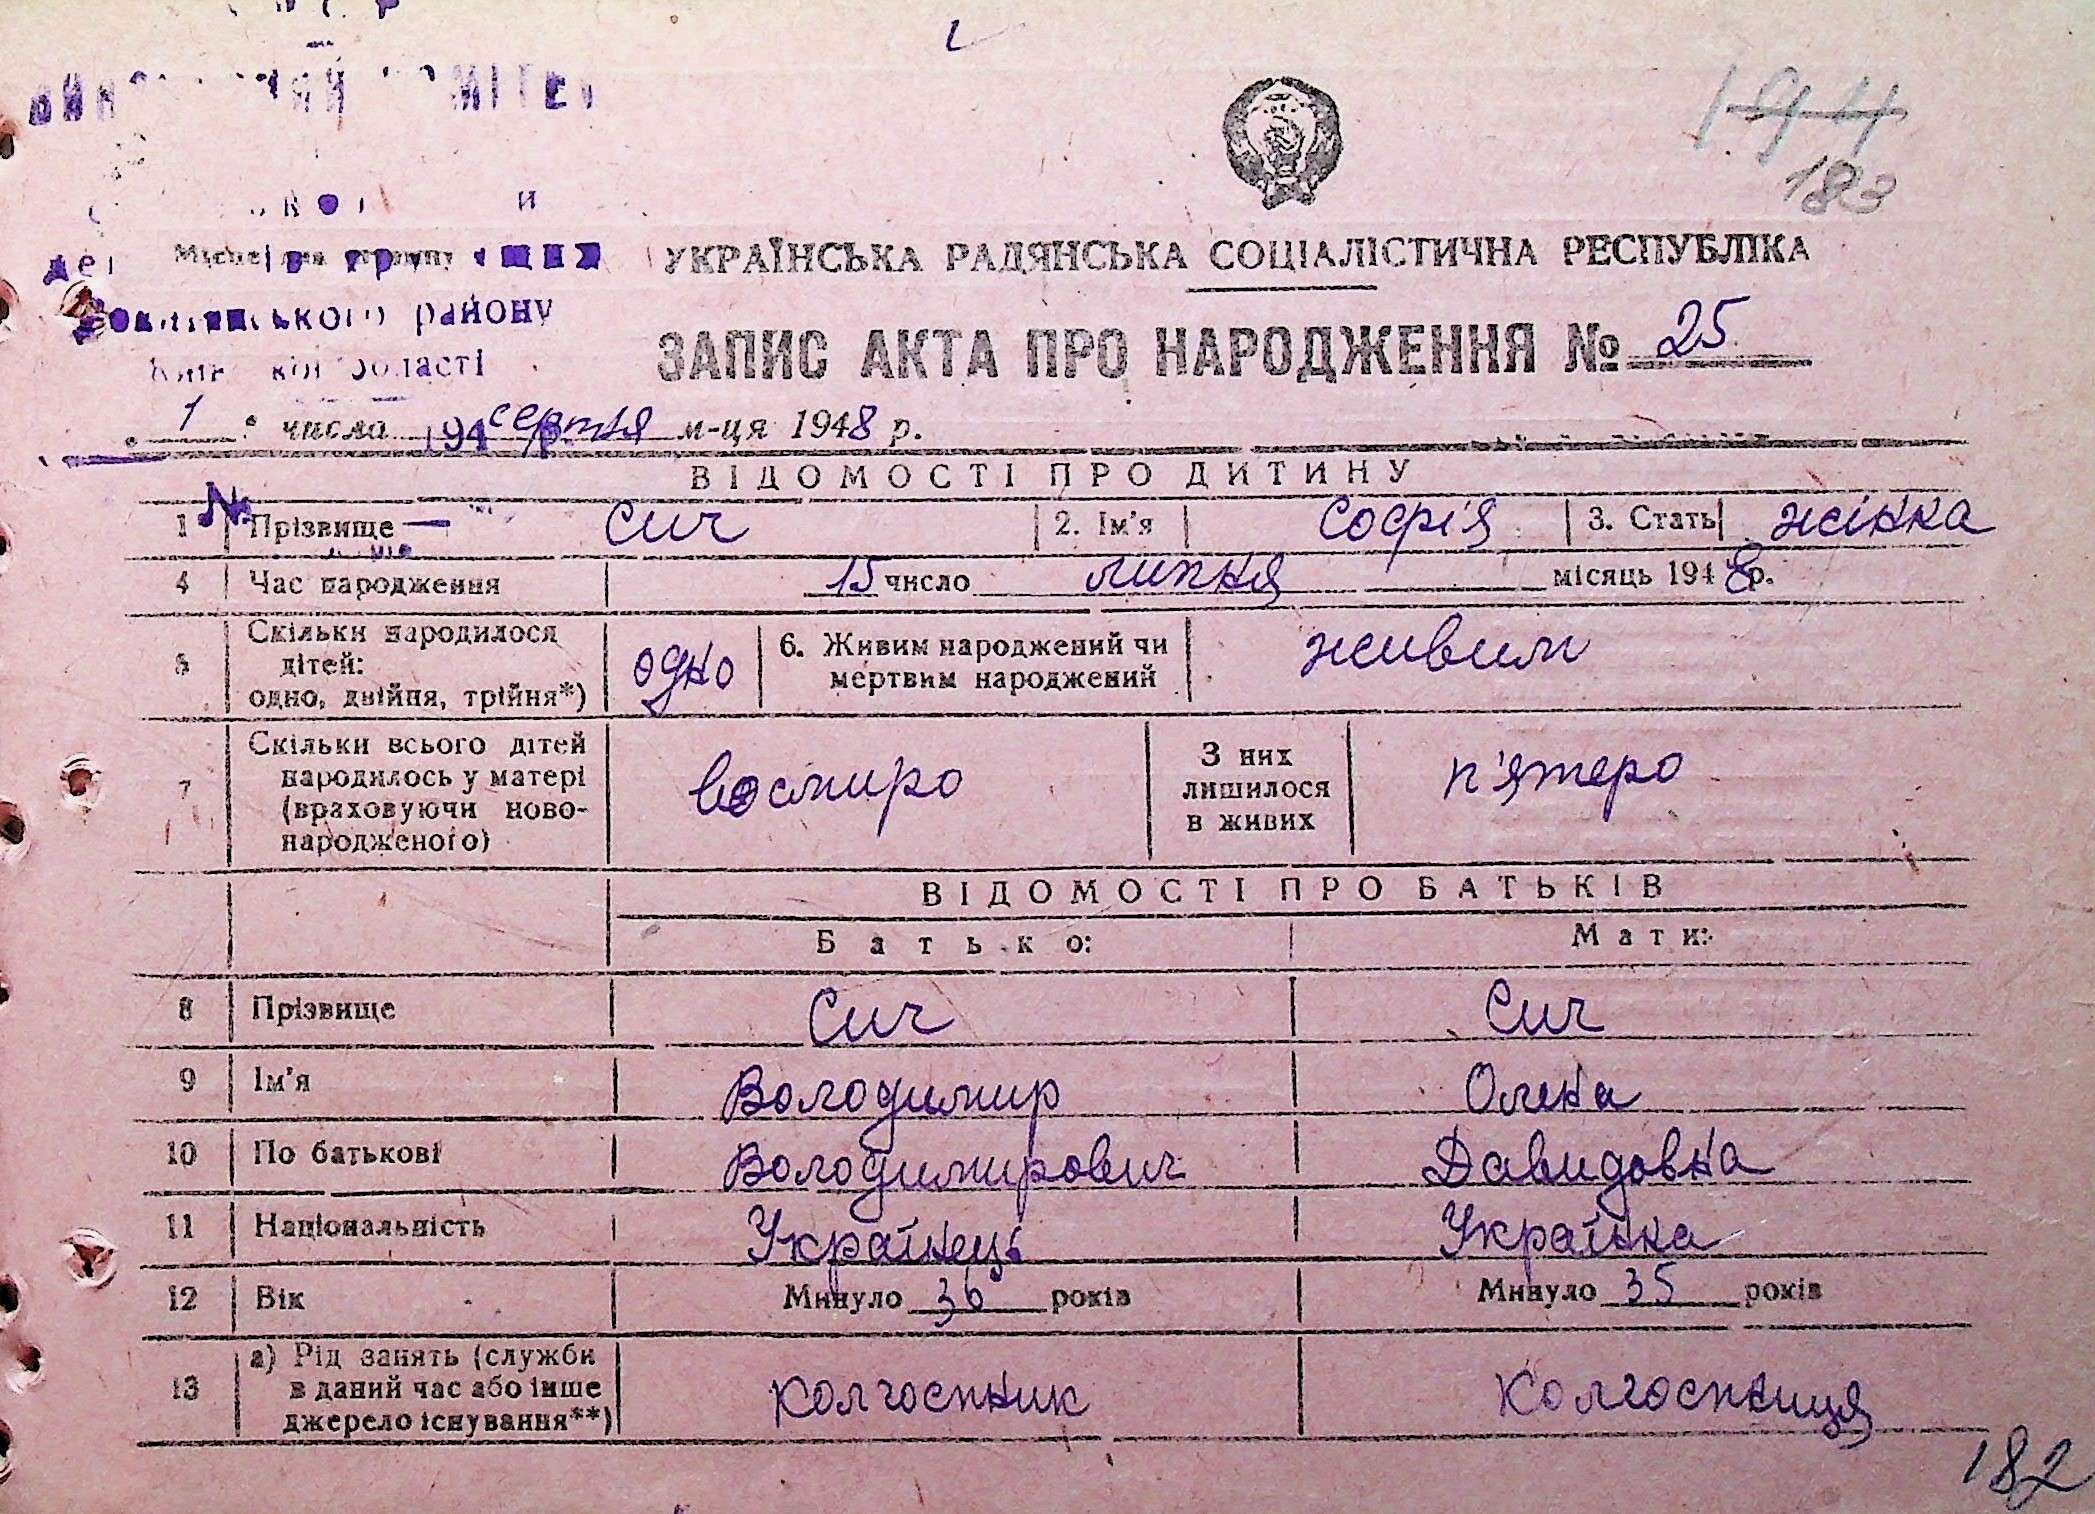 194
183
УКРАЇНСЬКА РАДЯНСЬКА СОЦІАЛІСТИЧНА РЕСПУБЛІКА
району
області
ЗАПИС АКТА ПРО НАРОДЖЕННЯ № 25
1 числа серпня м-ця 1948 р.
ВІДОМОСТІ ПРО ДИТИНУ
1 Прізвище Сич 2. Ім'я Софія 3. Стать жінка
4 Час народження 15 число липня місяць 1948 р.
5 Скільки народилося дітей: одно, двійня, трійня*) одно 6. Живим народжений чи мертвим народжений живим
7 Скільки всього дітей народилось у матері (враховуючи новонародженого) восмиро З них лишилося в живих п'ятеро
ВІДОМОСТІ ПРО БАТЬКІВ
Батько: Мати:
8 Прізвище Сич Сич
9 Ім'я Володимир Олена
10 По батькові Володимирович Давидовна
11 Національність Українець Українка
12 Вік Минуло 36 років Минуло 35 років
13 а) Рід занять (служби в даний час або інше джерело існування**) колгоспник колгоспниця
182